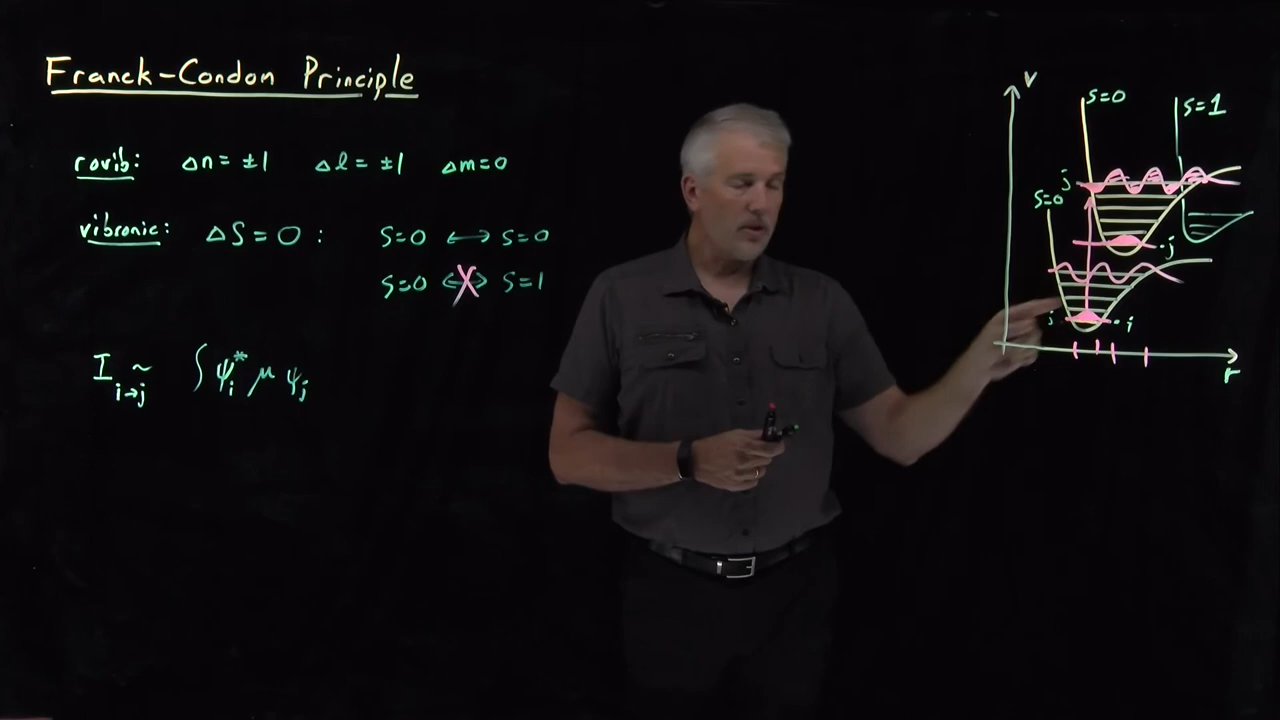 Franck-Condon Principle
rovib: Δn = ±1 Δl = ±1 Δm = 0
vibronic: ΔS = 0 : S=0 ↔ S=0
S=0 ↔ S=1
I i→j ~ ∫ ψi* μ ψj
V
S=0
S=1
j
S=0
j
i
i
r